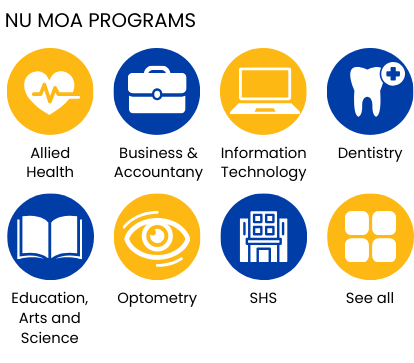 NU MOA PROGRAMS
Allied
Health
Business &
Accountany
Information
Technology
Dentistry
Education,
Arts and
Science
Optometry
SHS
See all